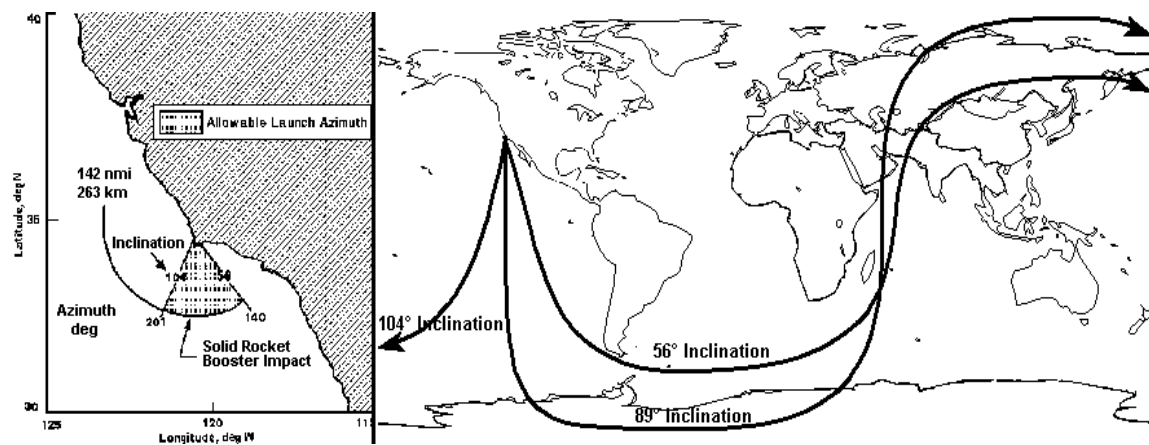 40
Allowable Launch Azimuth
142 nmi
263 km
Latitude, deg N
35
Inclination
104
56
Azimuth
deg
201
140
Solid Rocket
Booster Impact
30
125
120
115
Longitude, deg W
104° Inclination
56° Inclination
89° Inclination